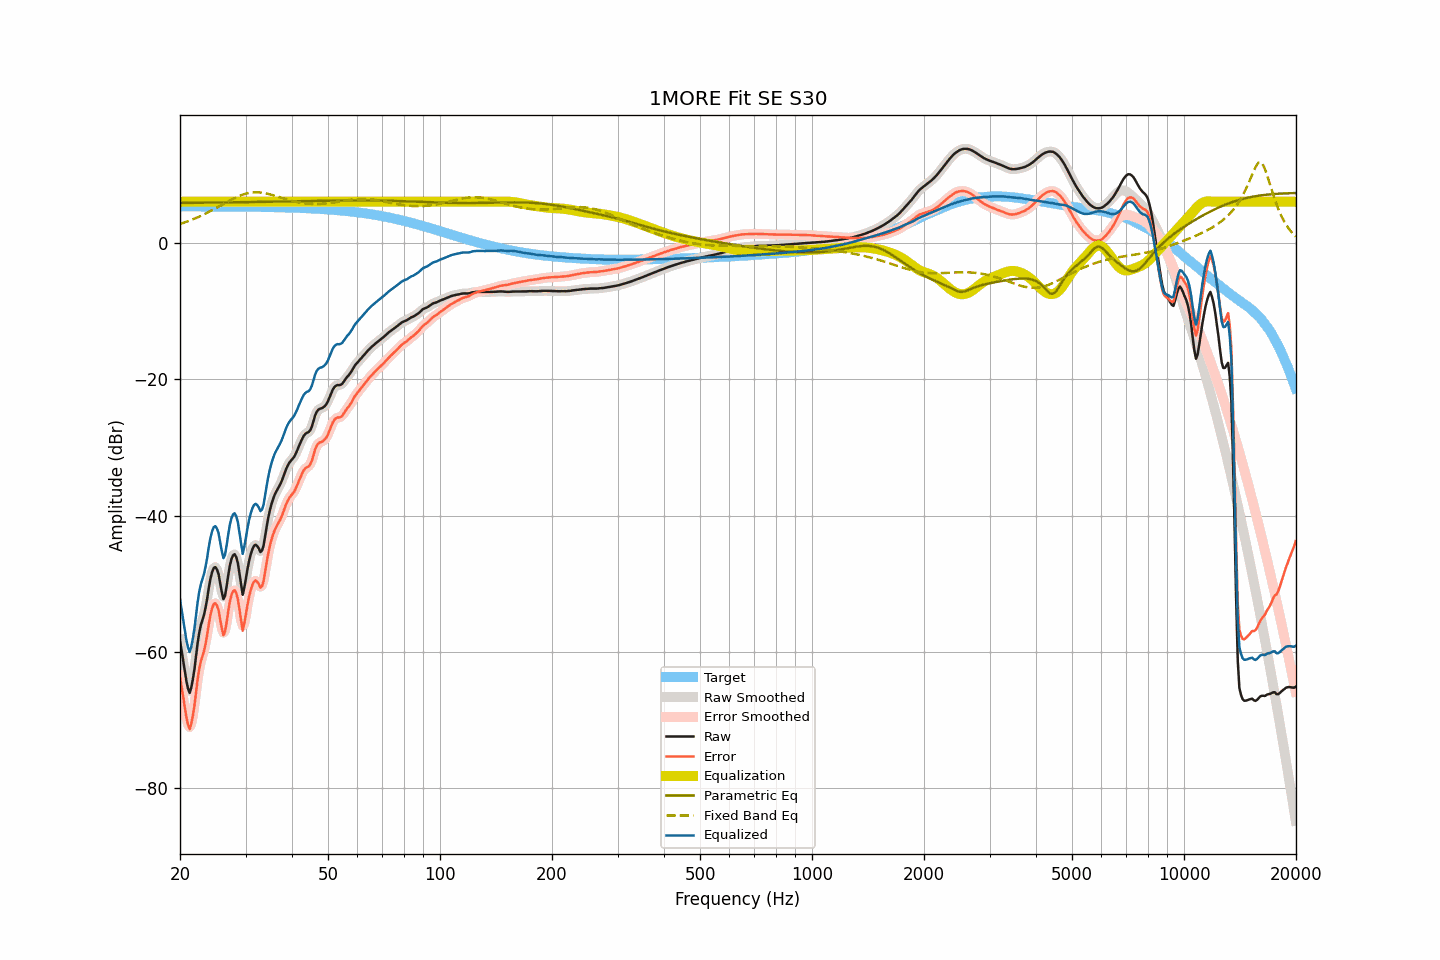 1MORE Fit SE S30
Amplitude (dBr)
0
−20
−40
−60
−80
Target
Raw Smoothed
Error Smoothed
Raw
Error
Equalization
Parametric Eq
Fixed Band Eq
Equalized
20 50 100 200 500 1000 2000 5000 10000 20000
Frequency (Hz)